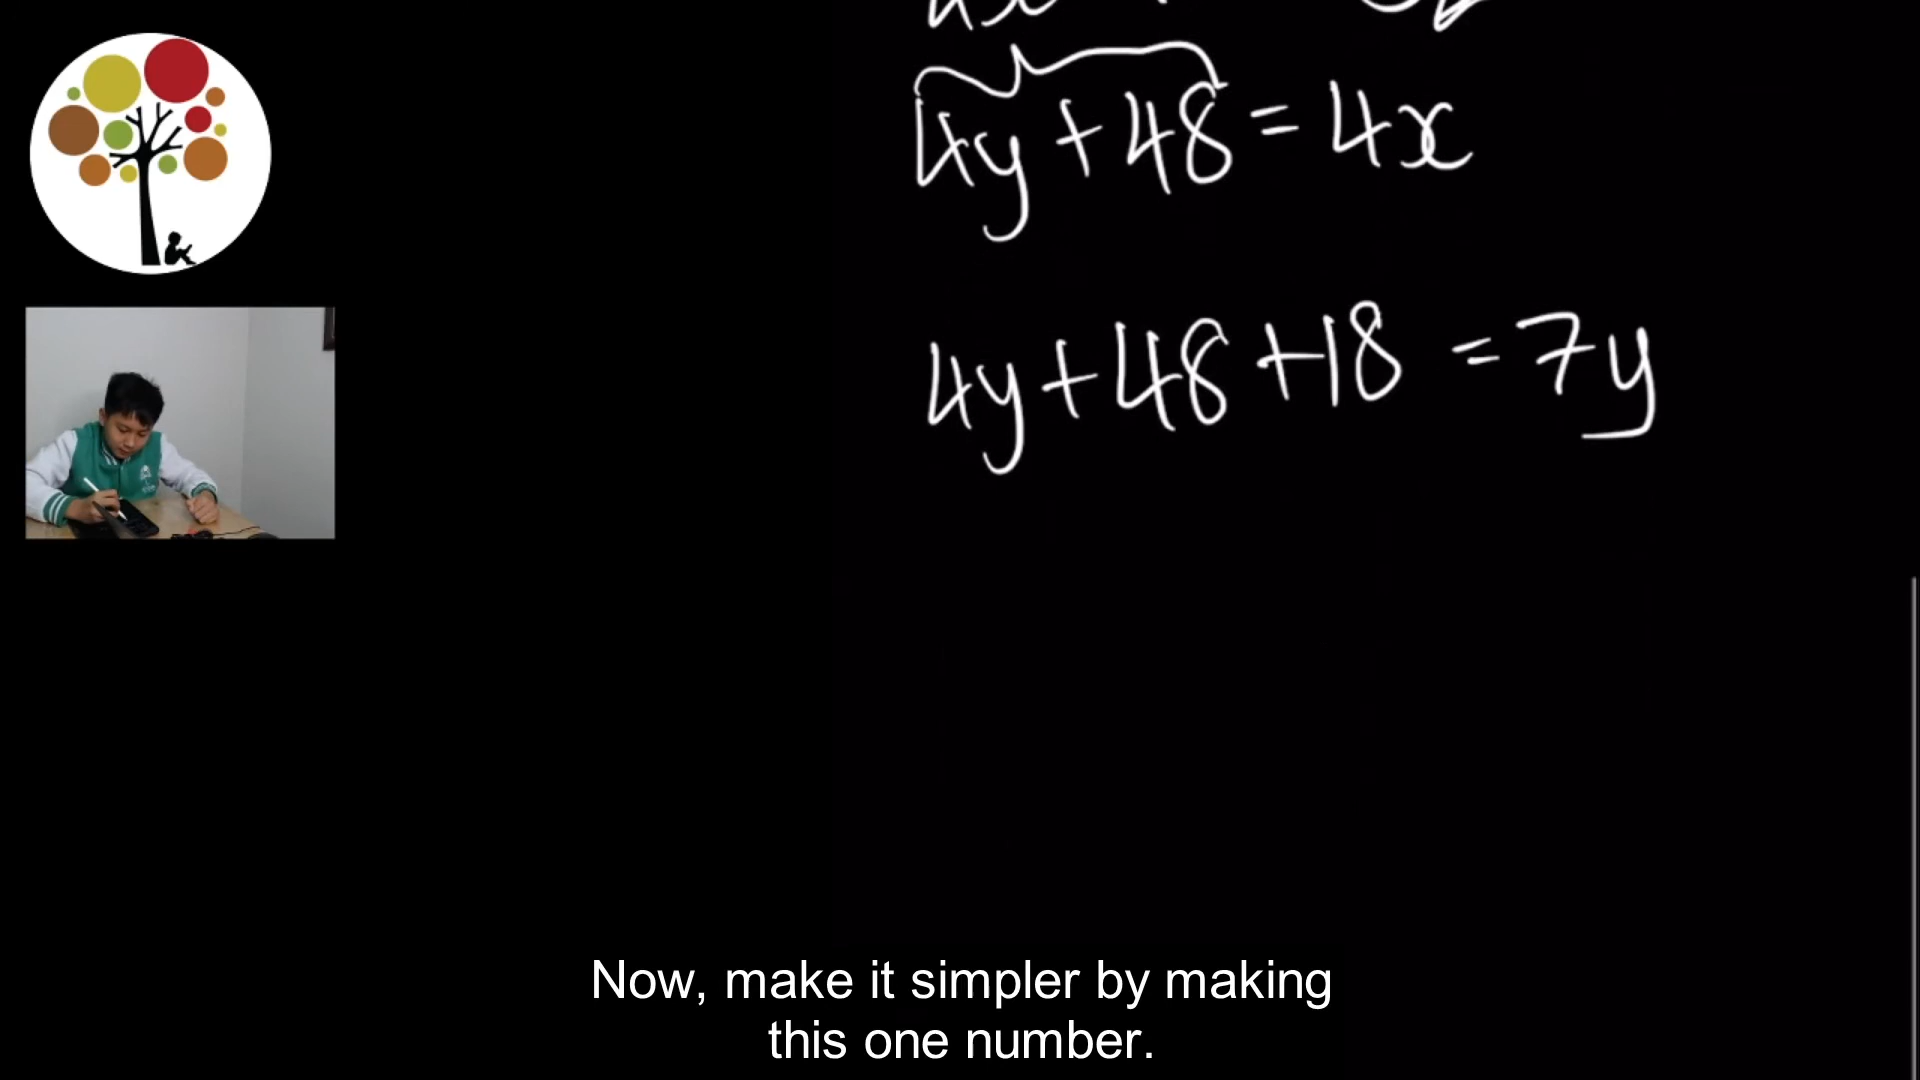 4y + 48 = 4x
4y + 48 + 18 = 7y
Now, make it simpler by making
this one number.